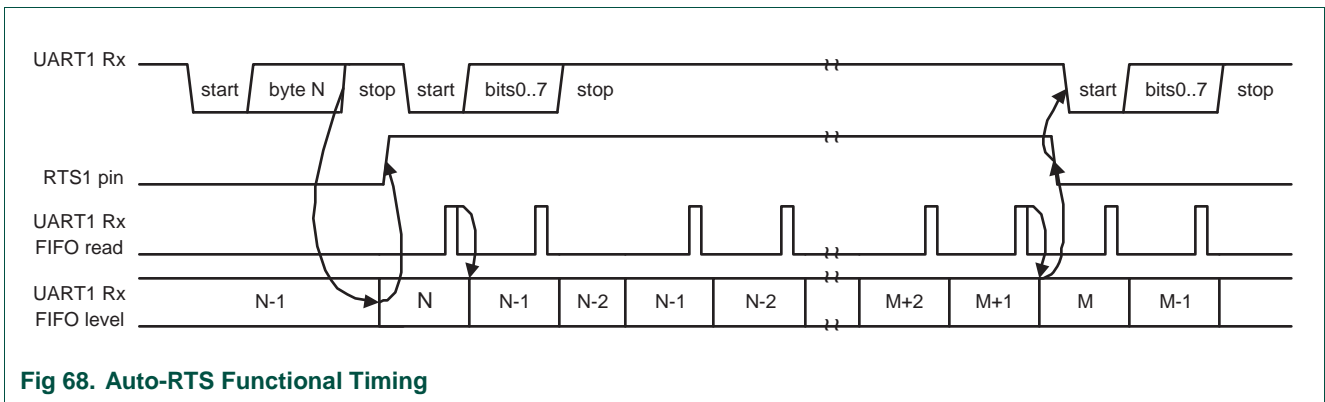 UART1 Rx
start byte N stop start bits0..7 stop start bits0..7 stop
RTS1 pin
UART1 Rx
FIFO read
UART1 Rx
FIFO level
N-1 N N-1 N-2 N-1 N-2 M+2 M+1 M M-1
Fig 68. Auto-RTS Functional Timing